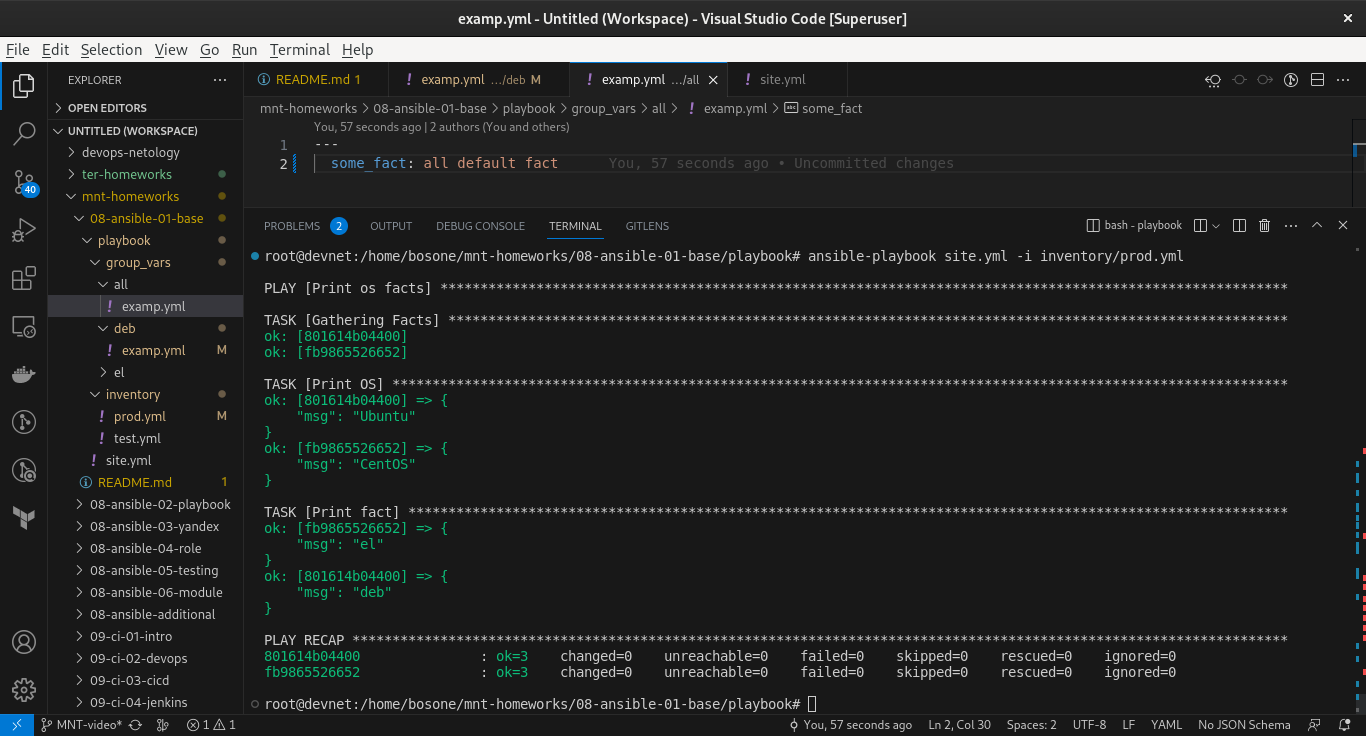 examp.yml - Untitled (Workspace) - Visual Studio Code [Superuser]
File Edit Selection View Go Run Terminal Help
EXPLORER
OPEN EDITORS
UNTITLED (WORKSPACE)
devops-netology
ter-homeworks
mnt-homeworks
08-ansible-01-base
playbook
group_vars
all
! examp.yml
deb
! examp.yml M
el
inventory
! prod.yml M
! test.yml
! site.yml
README.md 1
08-ansible-02-playbook
08-ansible-03-yandex
08-ansible-04-role
08-ansible-05-testing
08-ansible-06-module
08-ansible-additional
09-ci-01-intro
09-ci-02-devops
09-ci-03-cicd
09-ci-04-jenkins
40
README.md 1 ! examp.yml .../deb M ! examp.yml .../all ! site.yml
mnt-homeworks > 08-ansible-01-base > playbook > group_vars > all > ! examp.yml > some_fact
You, 57 seconds ago | 2 authors (You and others)
1 ---
2 some_fact: all default fact You, 57 seconds ago • Uncommitted changes
PROBLEMS 2 OUTPUT DEBUG CONSOLE TERMINAL GITLENS bash - playbook
root@devnet:/home/bosone/mnt-homeworks/08-ansible-01-base/playbook# ansible-playbook site.yml -i inventory/prod.yml
PLAY [Print os facts] **********************************************************************************************************
TASK [Gathering Facts] *********************************************************************************************************
ok: [801614b04400]
ok: [fb9865526652]
TASK [Print OS] ****************************************************************************************************************
ok: [801614b04400] => {
"msg": "Ubuntu"
}
ok: [fb9865526652] => {
"msg": "CentOS"
}
TASK [Print fact] **************************************************************************************************************
ok: [fb9865526652] => {
"msg": "el"
}
ok: [801614b04400] => {
"msg": "deb"
}
PLAY RECAP *********************************************************************************************************************
801614b04400 : ok=3 changed=0 unreachable=0 failed=0 skipped=0 rescued=0 ignored=0
fb9865526652 : ok=3 changed=0 unreachable=0 failed=0 skipped=0 rescued=0 ignored=0
root@devnet:/home/bosone/mnt-homeworks/08-ansible-01-base/playbook#
MNT-video* 1 1 You, 57 seconds ago Ln 2, Col 30 Spaces: 2 UTF-8 LF YAML No JSON Schema